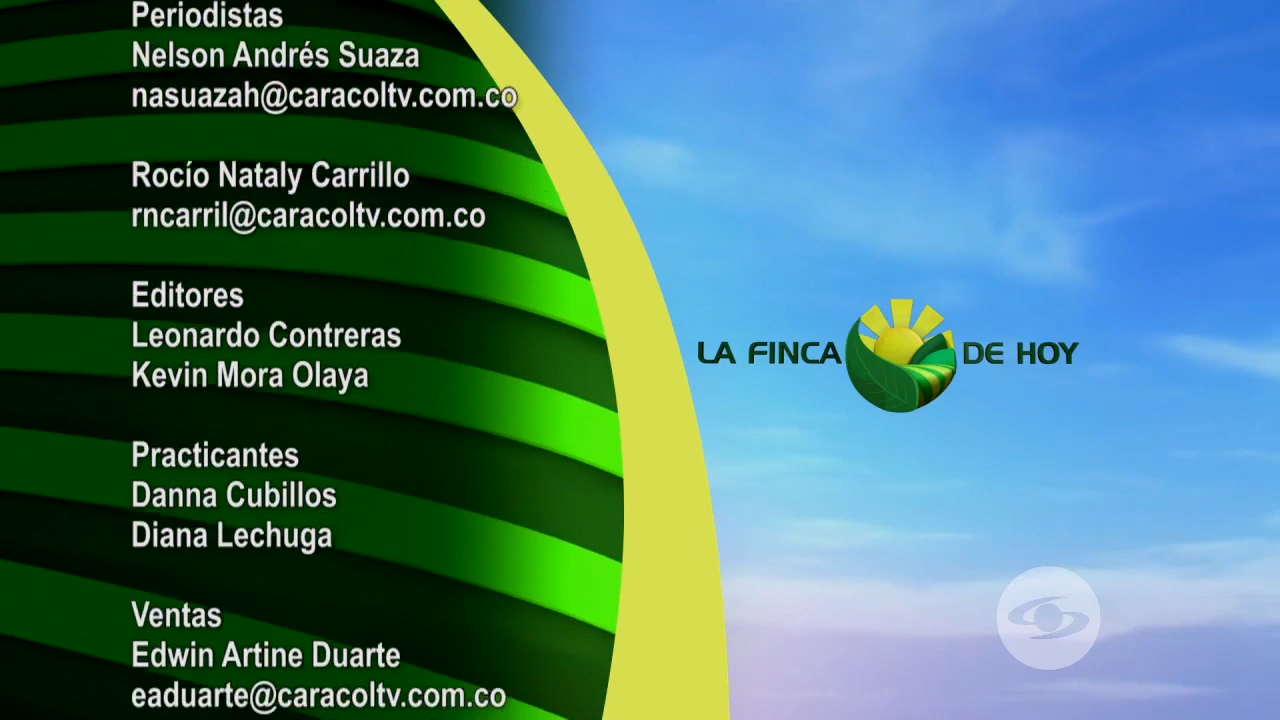 Periodistas
Nelson Andrés Suaza
nasuazah@caracoltv.com.co
Rocío Nataly Carrillo
rncarril@caracoltv.com.co
Editores
Leonardo Contreras
Kevin Mora Olaya
Practicantes
Danna Cubillos
Diana Lechuga
Ventas
Edwin Artine Duarte
eaduarte@caracoltv.com.co
LA FINCA DE HOY